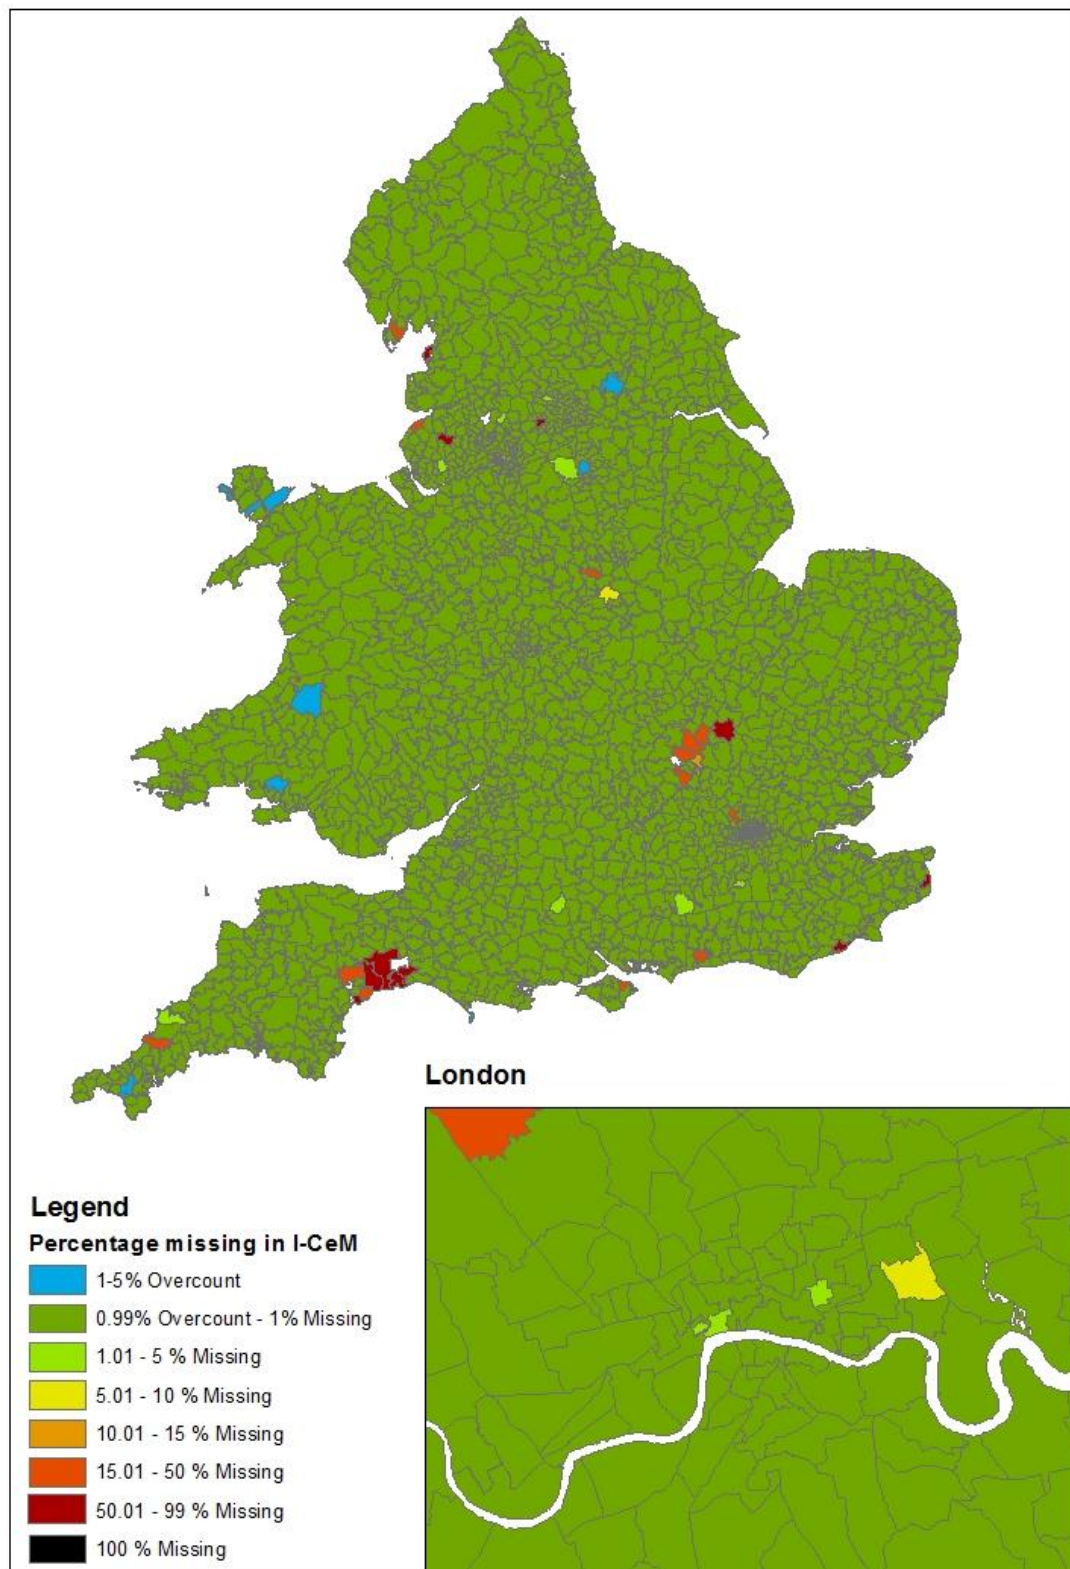 London
Legend
Percentage missing in I-CeM
1-5% Overcount
0.99% Overcount - 1% Missing
1.01 - 5 % Missing
5.01 - 10 % Missing
10.01 - 15 % Missing
15.01 - 50 % Missing
50.01 - 99 % Missing
100 % Missing